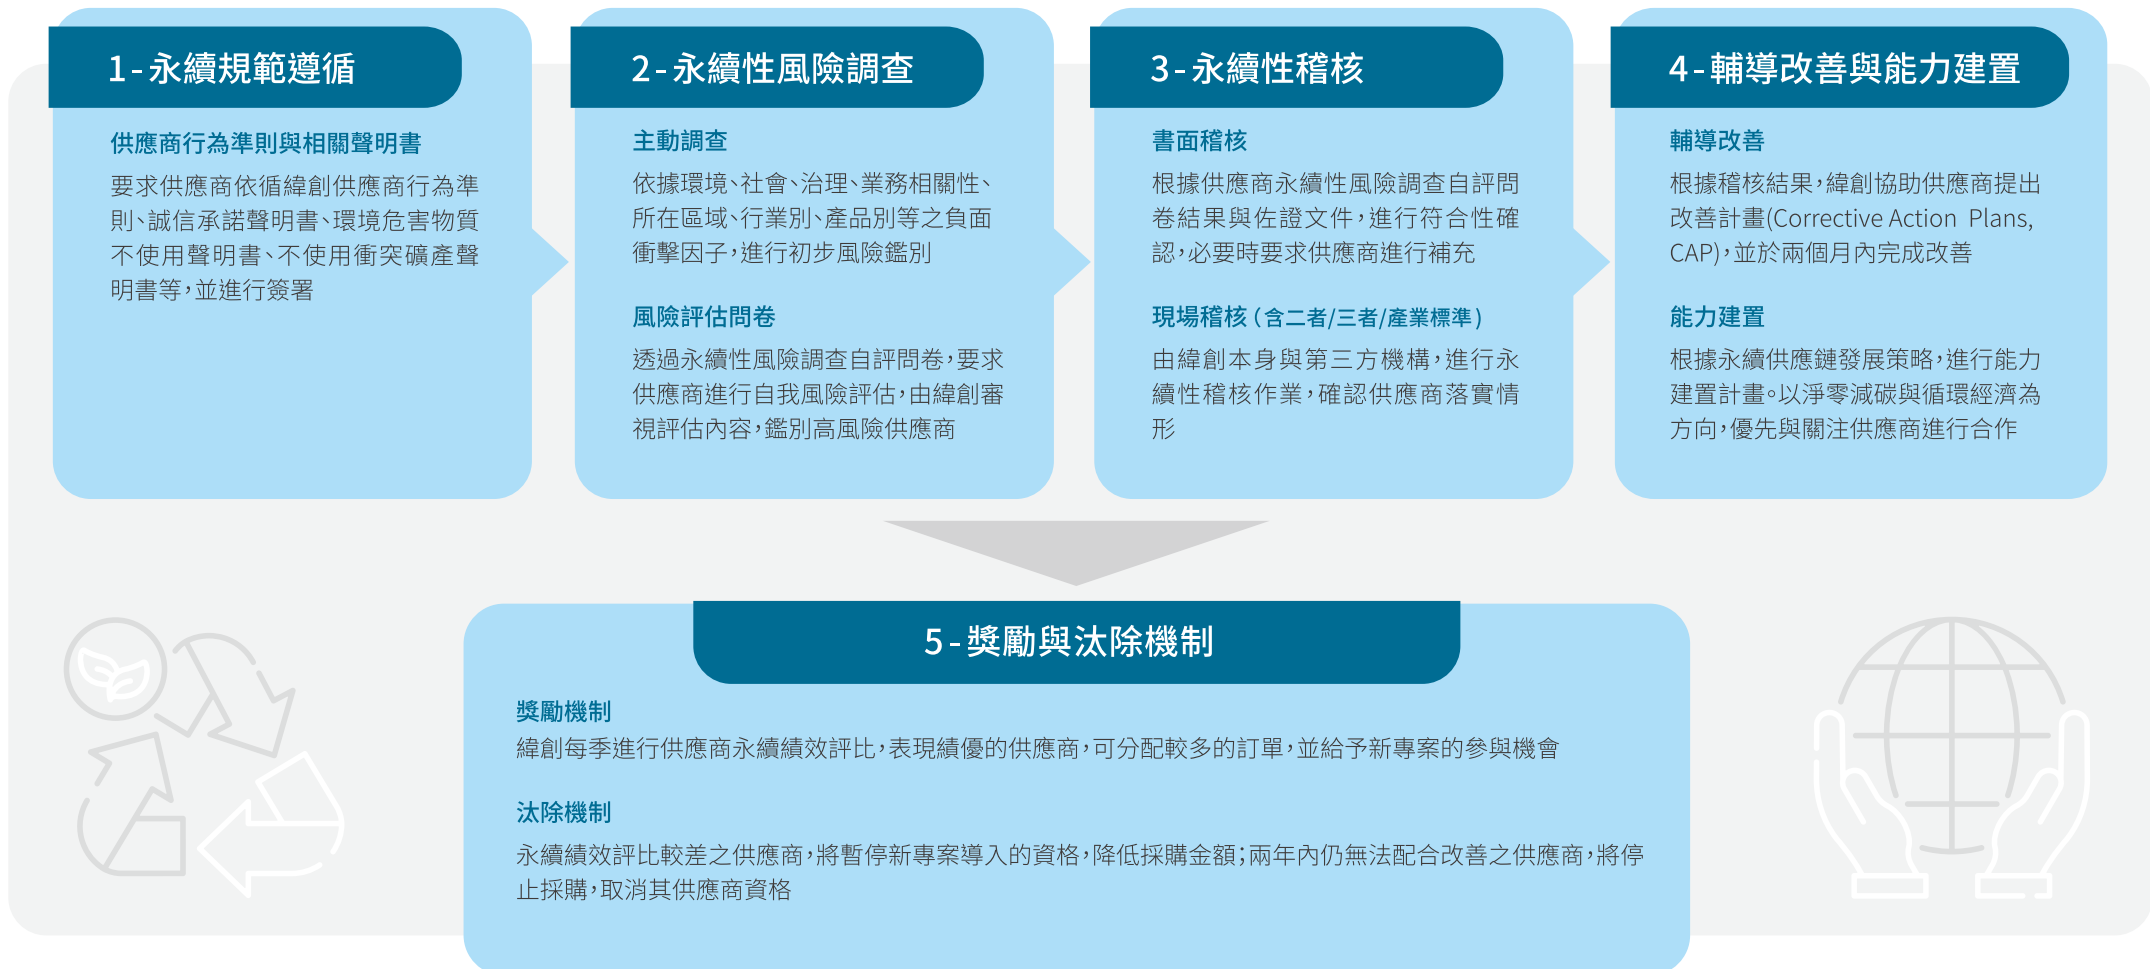 1-永續規範遵循
供應商行為準則與相關聲明書
要求供應商依循緯創供應商行為準
則、誠信承諾聲明書、環境危害物質
不使用聲明書、不使用衝突礦產聲
明書等，並進行簽署
2-永續性風險調查
主動調查
依據環境、社會、治理、業務相關性、
所在區域、行業別、產品別等之負面
衝擊因子，進行初步風險鑑別
風險評估問卷
透過永續性風險調查自評問卷，要求
供應商進行自我風險評估，由緯創審
視評估內容，鑑別高風險供應商
3-永續性稽核
書面稽核
根據供應商永續性風險調查自評問
卷結果與佐證文件，進行符合性確
認，必要時要求供應商進行補充
現場稽核（含二者/三者/產業標準）
由緯創本身與第三方機構，進行永
續性稽核作業，確認供應商落實情
形
4-輔導改善與能力建置
輔導改善
根據稽核結果，緯創協助供應商提出
改善計畫(Corrective Action Plans,
CAP)，並於兩個月內完成改善
能力建置
根據永續供應鏈發展策略，進行能力
建置計畫。以淨零減碳與循環經濟為
方向，優先與關注供應商進行合作
5-獎勵與汰除機制
獎勵機制
緯創每季進行供應商永續績效評比，表現績優的供應商，可分配較多的訂單，並給予新專案的參與機會
汰除機制
永續績效評比較差之供應商，將暫停新專案導入的資格，降低採購金額；兩年內仍無法配合改善之供應商，將停
止採購，取消其供應商資格